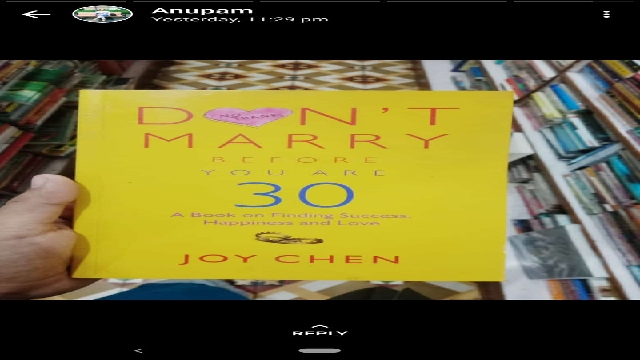 Anupam
Yesterday, 11:29 pm
DON'T
MARRY
BEFORE
YOU ARE
30
A Book on Finding Success,
Happiness and Love
JOY CHEN
REPLY